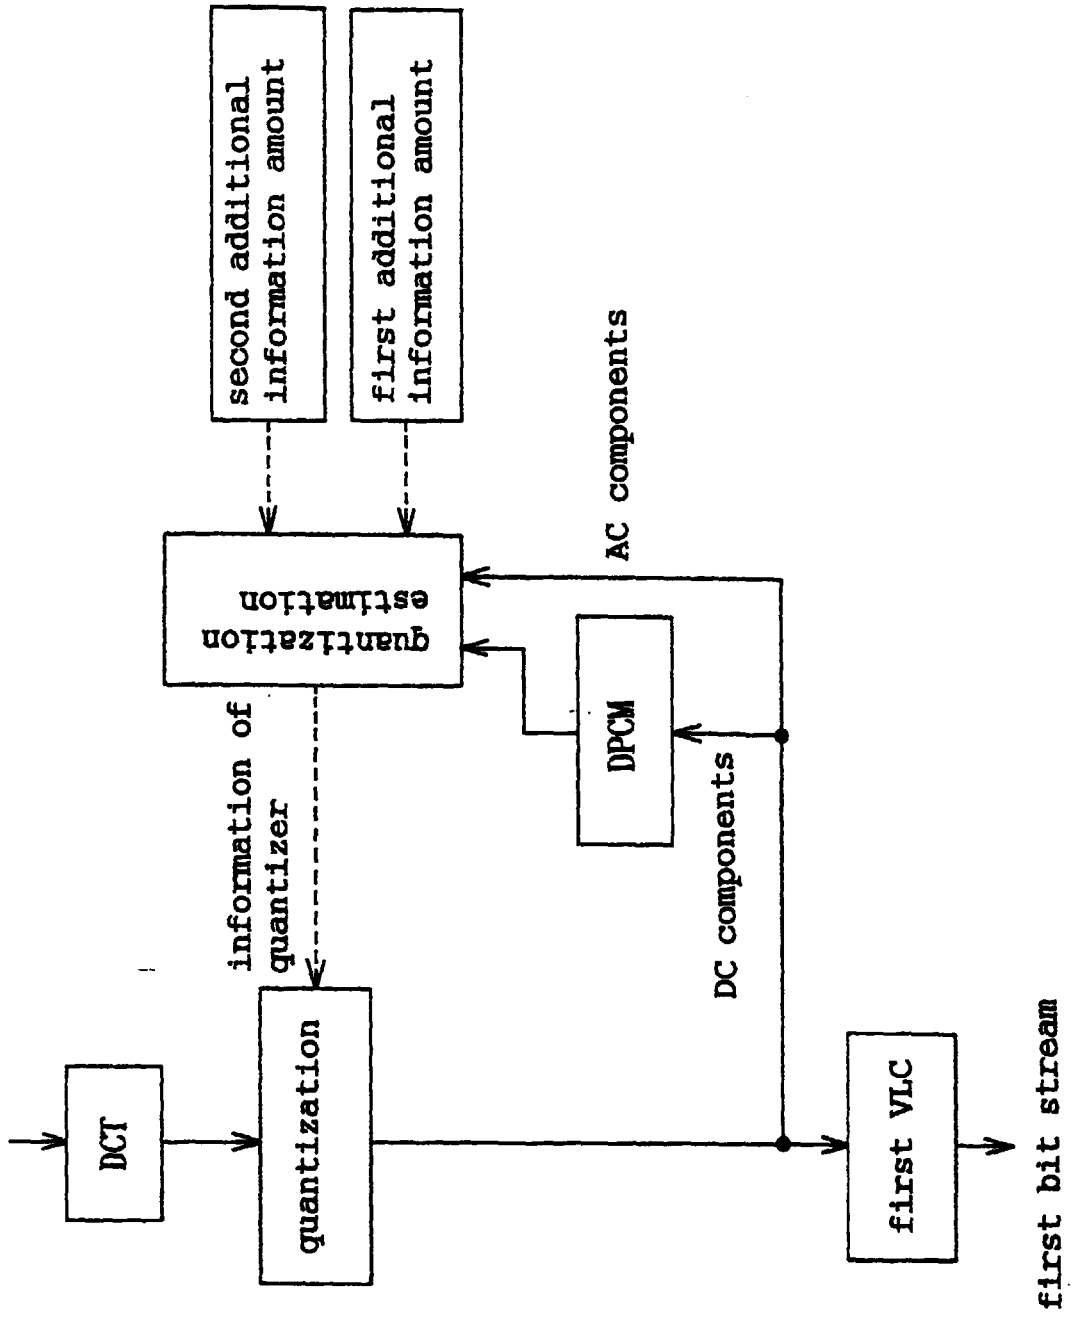 DCT
quantization
information of
quantizer
quantization
estimation
second additional
information amount
first additional
information amount
DPCM
DC components
AC components
first VLC
first bit stream